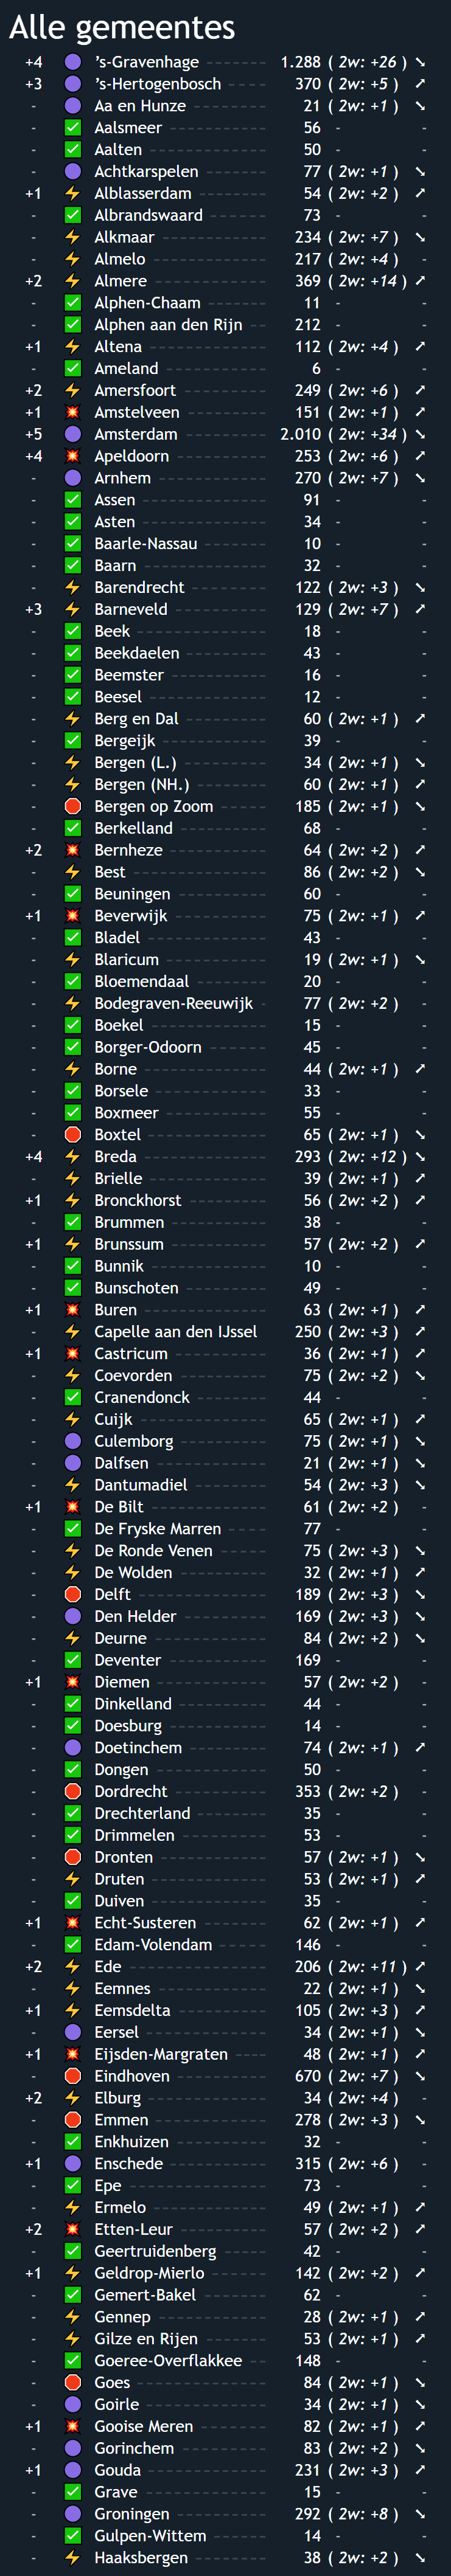 Alle gemeentes
+4 ’s-Gravenhage 1.288 ( 2w: +26 )
+3 ’s-Hertogenbosch 370 ( 2w: +5 )
- Aa en Hunze 21 ( 2w: +1 )
- Aalsmeer 56 - -
- Aalten 50 - -
- Achtkarspelen 77 ( 2w: +1 )
+1 Alblasserdam 54 ( 2w: +2 )
- Albrandswaard 73 - -
- Alkmaar 234 ( 2w: +7 )
- Almelo 217 ( 2w: +4 ) -
+2 Almere 369 ( 2w: +14 )
- Alphen-Chaam 11 - -
- Alphen aan den Rijn 212 - -
+1 Altena 112 ( 2w: +4 )
- Ameland 6 - -
+2 Amersfoort 249 ( 2w: +6 )
+1 Amstelveen 151 ( 2w: +1 )
+5 Amsterdam 2.010 ( 2w: +34 )
+4 Apeldoorn 253 ( 2w: +6 )
- Arnhem 270 ( 2w: +7 )
- Assen 91 - -
- Asten 34 - -
- Baarle-Nassau 10 - -
- Baarn 32 - -
- Barendrecht 122 ( 2w: +3 )
+3 Barneveld 129 ( 2w: +7 )
- Beek 18 - -
- Beekdaelen 43 - -
- Beemster 16 - -
- Beesel 12 - -
- Berg en Dal 60 ( 2w: +1 )
- Bergeijk 39 - -
- Bergen (L.) 34 ( 2w: +1 )
- Bergen (NH.) 60 ( 2w: +1 )
- Bergen op Zoom 185 ( 2w: +1 )
- Berkelland 68 - -
+2 Bernheze 64 ( 2w: +2 )
- Best 86 ( 2w: +2 )
- Beuningen 60 - -
+1 Beverwijk 75 ( 2w: +1 )
- Bladel 43 - -
- Blaricum 19 ( 2w: +1 )
- Bloemendaal 20 - -
- Bodegraven-Reeuwijk 77 ( 2w: +2 ) -
- Boekel 15 - -
- Borger-Odoorn 45 - -
- Borne 44 ( 2w: +1 )
- Borsele 33 - -
- Boxmeer 55 - -
- Boxtel 65 ( 2w: +1 )
+4 Breda 293 ( 2w: +12 )
- Brielle 39 ( 2w: +1 )
+1 Bronckhorst 56 ( 2w: +2 )
- Brummen 38 - -
+1 Brunssum 57 ( 2w: +2 )
- Bunnik 10 - -
- Bunschoten 49 - -
+1 Buren 63 ( 2w: +1 )
- Capelle aan den IJssel 250 ( 2w: +3 )
+1 Castricum 36 ( 2w: +1 )
- Coevorden 75 ( 2w: +2 )
- Cranendonck 44 - -
- Cuijk 65 ( 2w: +1 )
- Culemborg 75 ( 2w: +1 )
- Dalfsen 21 ( 2w: +1 )
- Dantumadiel 54 ( 2w: +3 )
+1 De Bilt 61 ( 2w: +2 ) -
- De Fryske Marren 77 - -
- De Ronde Venen 75 ( 2w: +3 )
- De Wolden 32 ( 2w: +1 )
- Delft 189 ( 2w: +3 )
- Den Helder 169 ( 2w: +3 )
- Deurne 84 ( 2w: +2 )
- Deventer 169 - -
+1 Diemen 57 ( 2w: +2 ) -
- Dinkelland 44 - -
- Doesburg 14 - -
- Doetinchem 74 ( 2w: +1 )
- Dongen 50 - -
- Dordrecht 353 ( 2w: +2 ) -
- Drechterland 35 - -
- Drimmelen 53 - -
- Dronten 57 ( 2w: +1 )
- Druten 53 ( 2w: +1 )
- Duiven 35 - -
+1 Echt-Susteren 62 ( 2w: +1 )
- Edam-Volendam 146 - -
+2 Ede 206 ( 2w: +11 )
- Eemnes 22 ( 2w: +1 )
+1 Eemsdelta 105 ( 2w: +3 )
- Eersel 34 ( 2w: +1 )
+1 Eijsden-Margraten 48 ( 2w: +1 )
- Eindhoven 670 ( 2w: +7 )
+2 Elburg 34 ( 2w: +4 ) -
- Emmen 278 ( 2w: +3 )
- Enkhuizen 32 - -
+1 Enschede 315 ( 2w: +6 ) -
- Epe 73 - -
- Ermelo 49 ( 2w: +1 )
+2 Etten-Leur 57 ( 2w: +2 )
- Geertruidenberg 42 - -
+1 Geldrop-Mierlo 142 ( 2w: +2 )
- Gemert-Bakel 62 - -
- Gennep 28 ( 2w: +1 )
- Gilze en Rijen 53 ( 2w: +1 )
- Goeree-Overflakkee 148 - -
- Goes 84 ( 2w: +1 )
- Goirle 34 ( 2w: +1 )
+1 Gooise Meren 82 ( 2w: +1 )
- Gorinchem 83 ( 2w: +2 )
+1 Gouda 231 ( 2w: +3 )
- Grave 15 - -
- Groningen 292 ( 2w: +8 )
- Gulpen-Wittem 14 - -
- Haaksbergen 38 ( 2w: +2 )